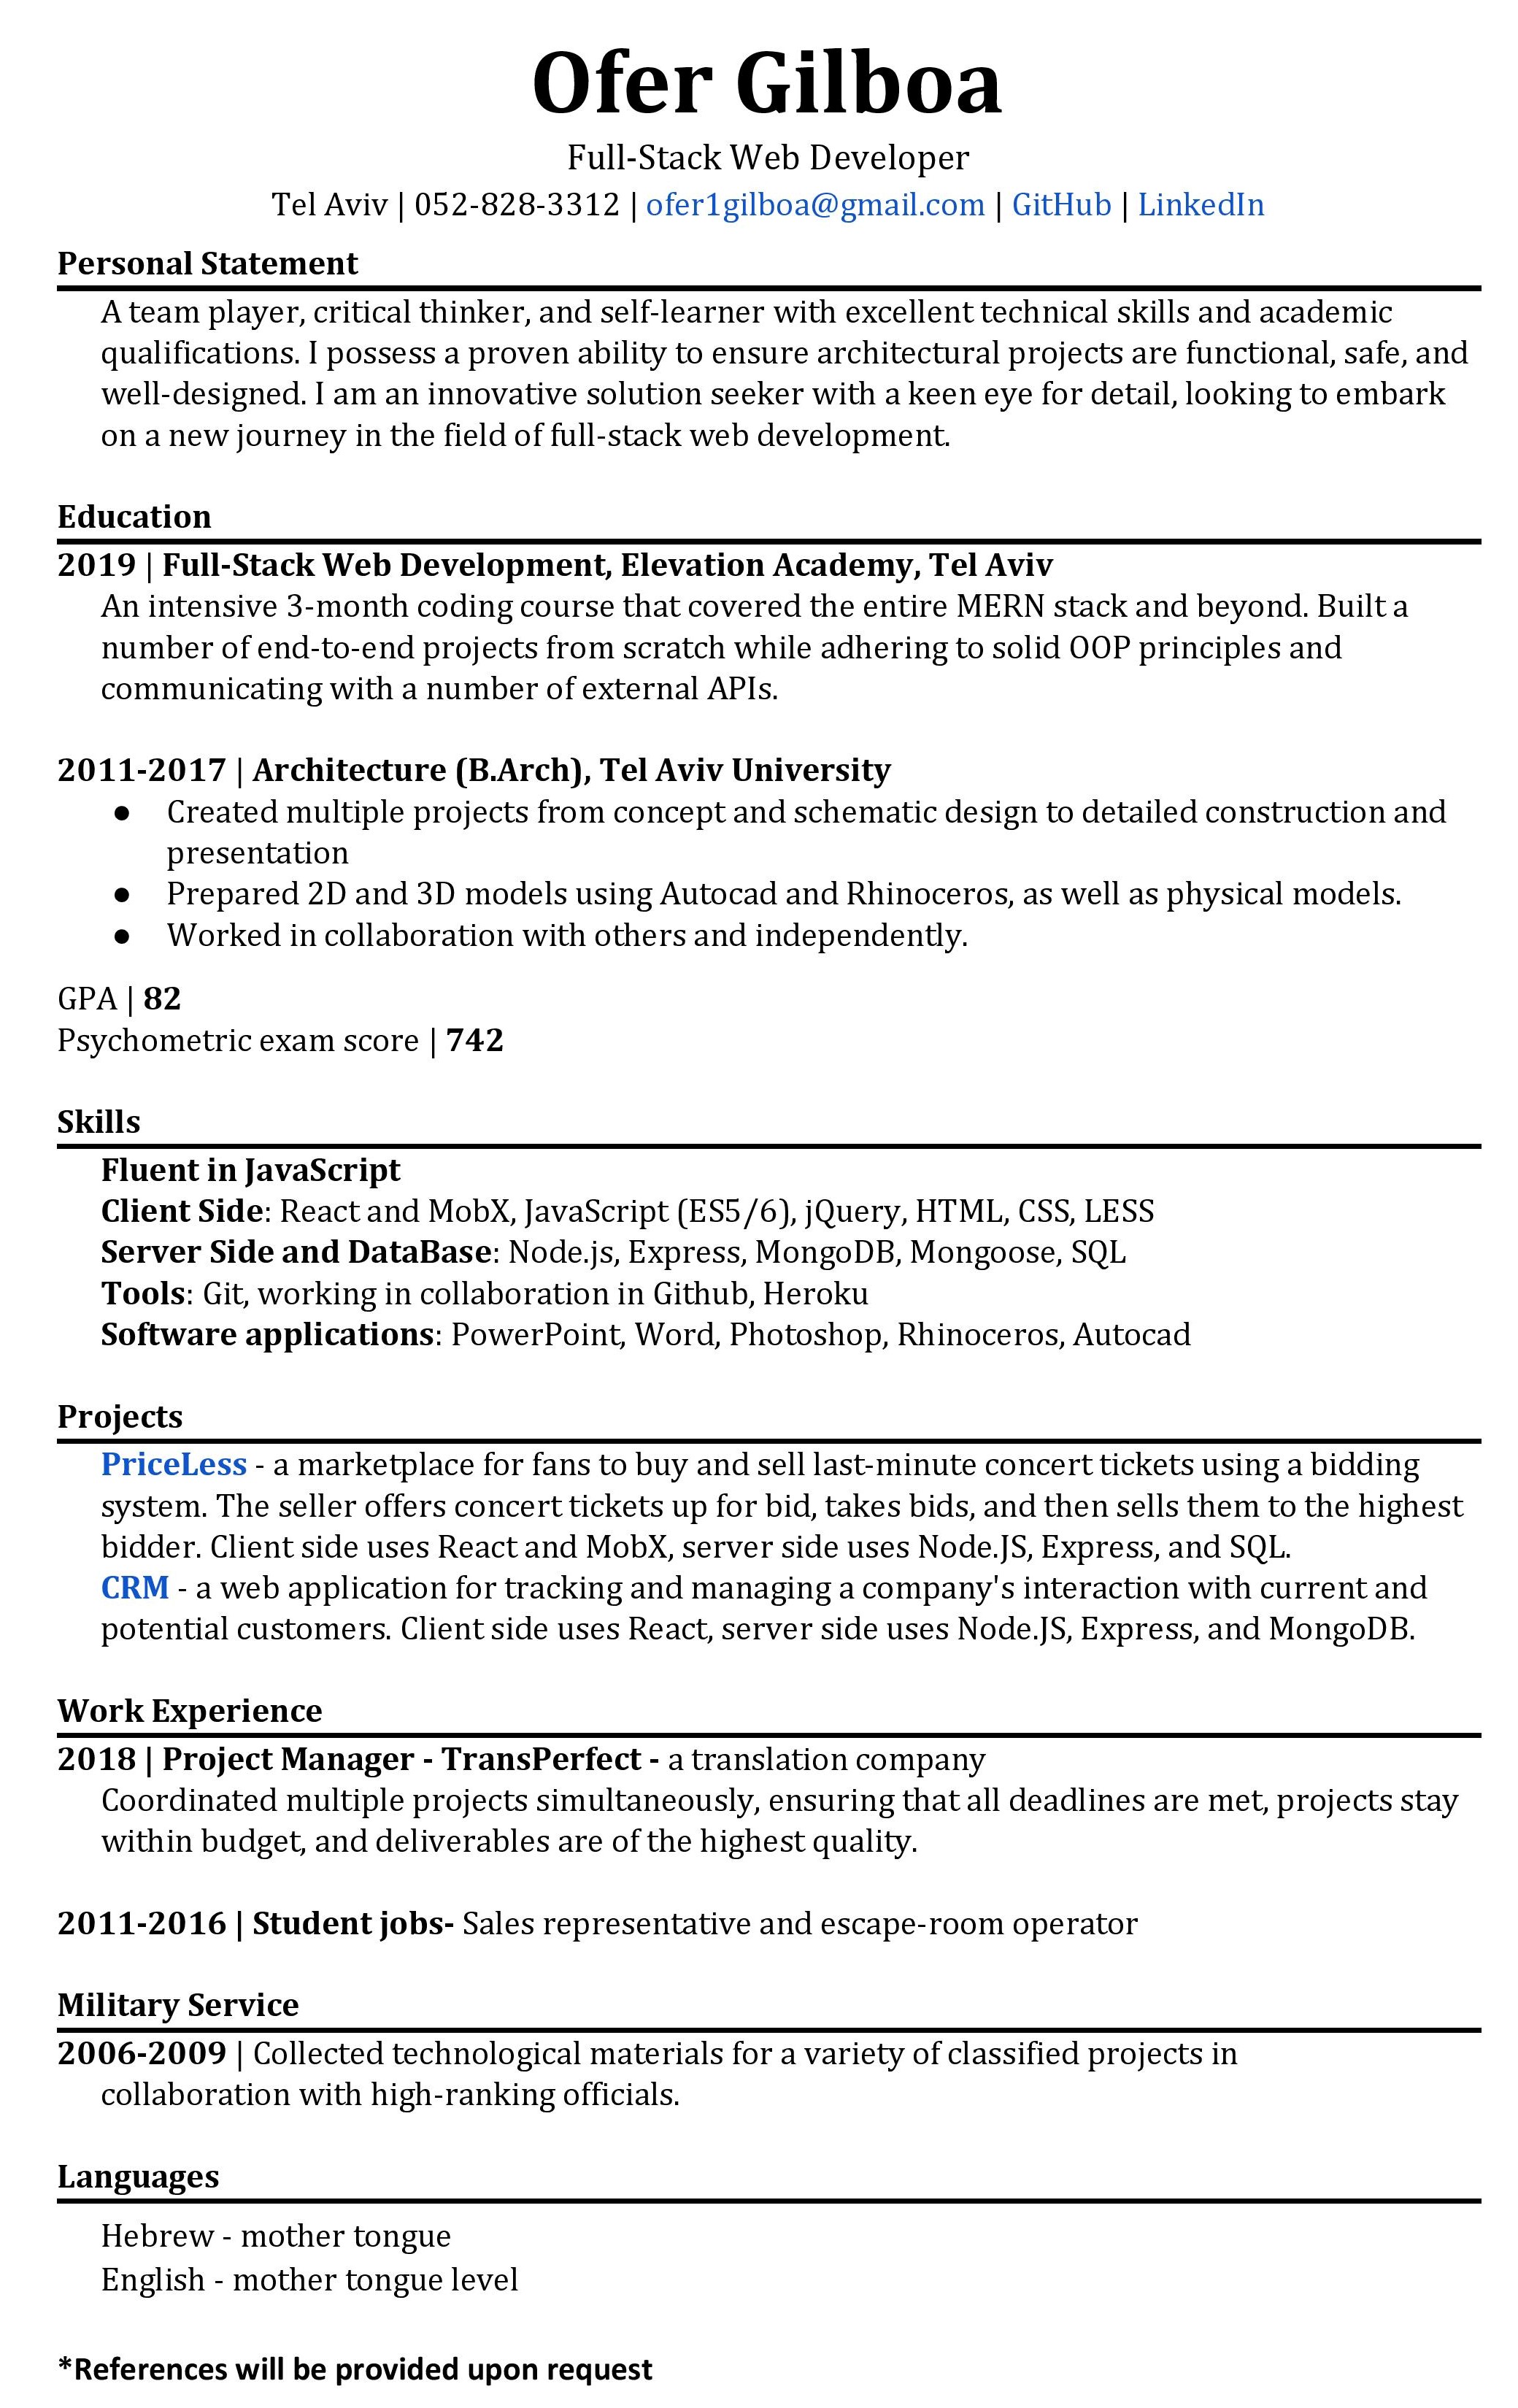 Ofer Gilboa
Full-Stack Web Developer
Tel Aviv | 052-828-3312 | ofer1gilboa@gmail.com | GitHub | LinkedIn
Personal Statement
A team player, critical thinker, and self-learner with excellent technical skills and academic
qualifications. I possess a proven ability to ensure architectural projects are functional, safe, and
well-designed. I am an innovative solution seeker with a keen eye for detail, looking to embark
on a new journey in the field of full-stack web development.
Education
2019 | Full-Stack Web Development, Elevation Academy, Tel Aviv
An intensive 3-month coding course that covered the entire MERN stack and beyond. Built a
number of end-to-end projects from scratch while adhering to solid OOP principles and
communicating with a number of external APIs.
2011-2017 | Architecture (B.Arch), Tel Aviv University
● Created multiple projects from concept and schematic design to detailed construction and
presentation
● Prepared 2D and 3D models using Autocad and Rhinoceros, as well as physical models.
● Worked in collaboration with others and independently.
GPA | 82
Psychometric exam score | 742
Skills
Fluent in JavaScript
Client Side: React and MobX, JavaScript (ES5/6), jQuery, HTML, CSS, LESS
Server Side and DataBase: Node.js, Express, MongoDB, Mongoose, SQL
Tools: Git, working in collaboration in Github, Heroku
Software applications: PowerPoint, Word, Photoshop, Rhinoceros, Autocad
Projects
PriceLess - a marketplace for fans to buy and sell last-minute concert tickets using a bidding
system. The seller offers concert tickets up for bid, takes bids, and then sells them to the highest
bidder. Client side uses React and MobX, server side uses Node.JS, Express, and SQL.
CRM - a web application for tracking and managing a company's interaction with current and
potential customers. Client side uses React, server side uses Node.JS, Express, and MongoDB.
Work Experience
2018 | Project Manager - TransPerfect - a translation company
Coordinated multiple projects simultaneously, ensuring that all deadlines are met, projects stay
within budget, and deliverables are of the highest quality.
2011-2016 | Student jobs- Sales representative and escape-room operator
Military Service
2006-2009 | Collected technological materials for a variety of classified projects in
collaboration with high-ranking officials.
Languages
Hebrew - mother tongue
English - mother tongue level
*References will be provided upon request